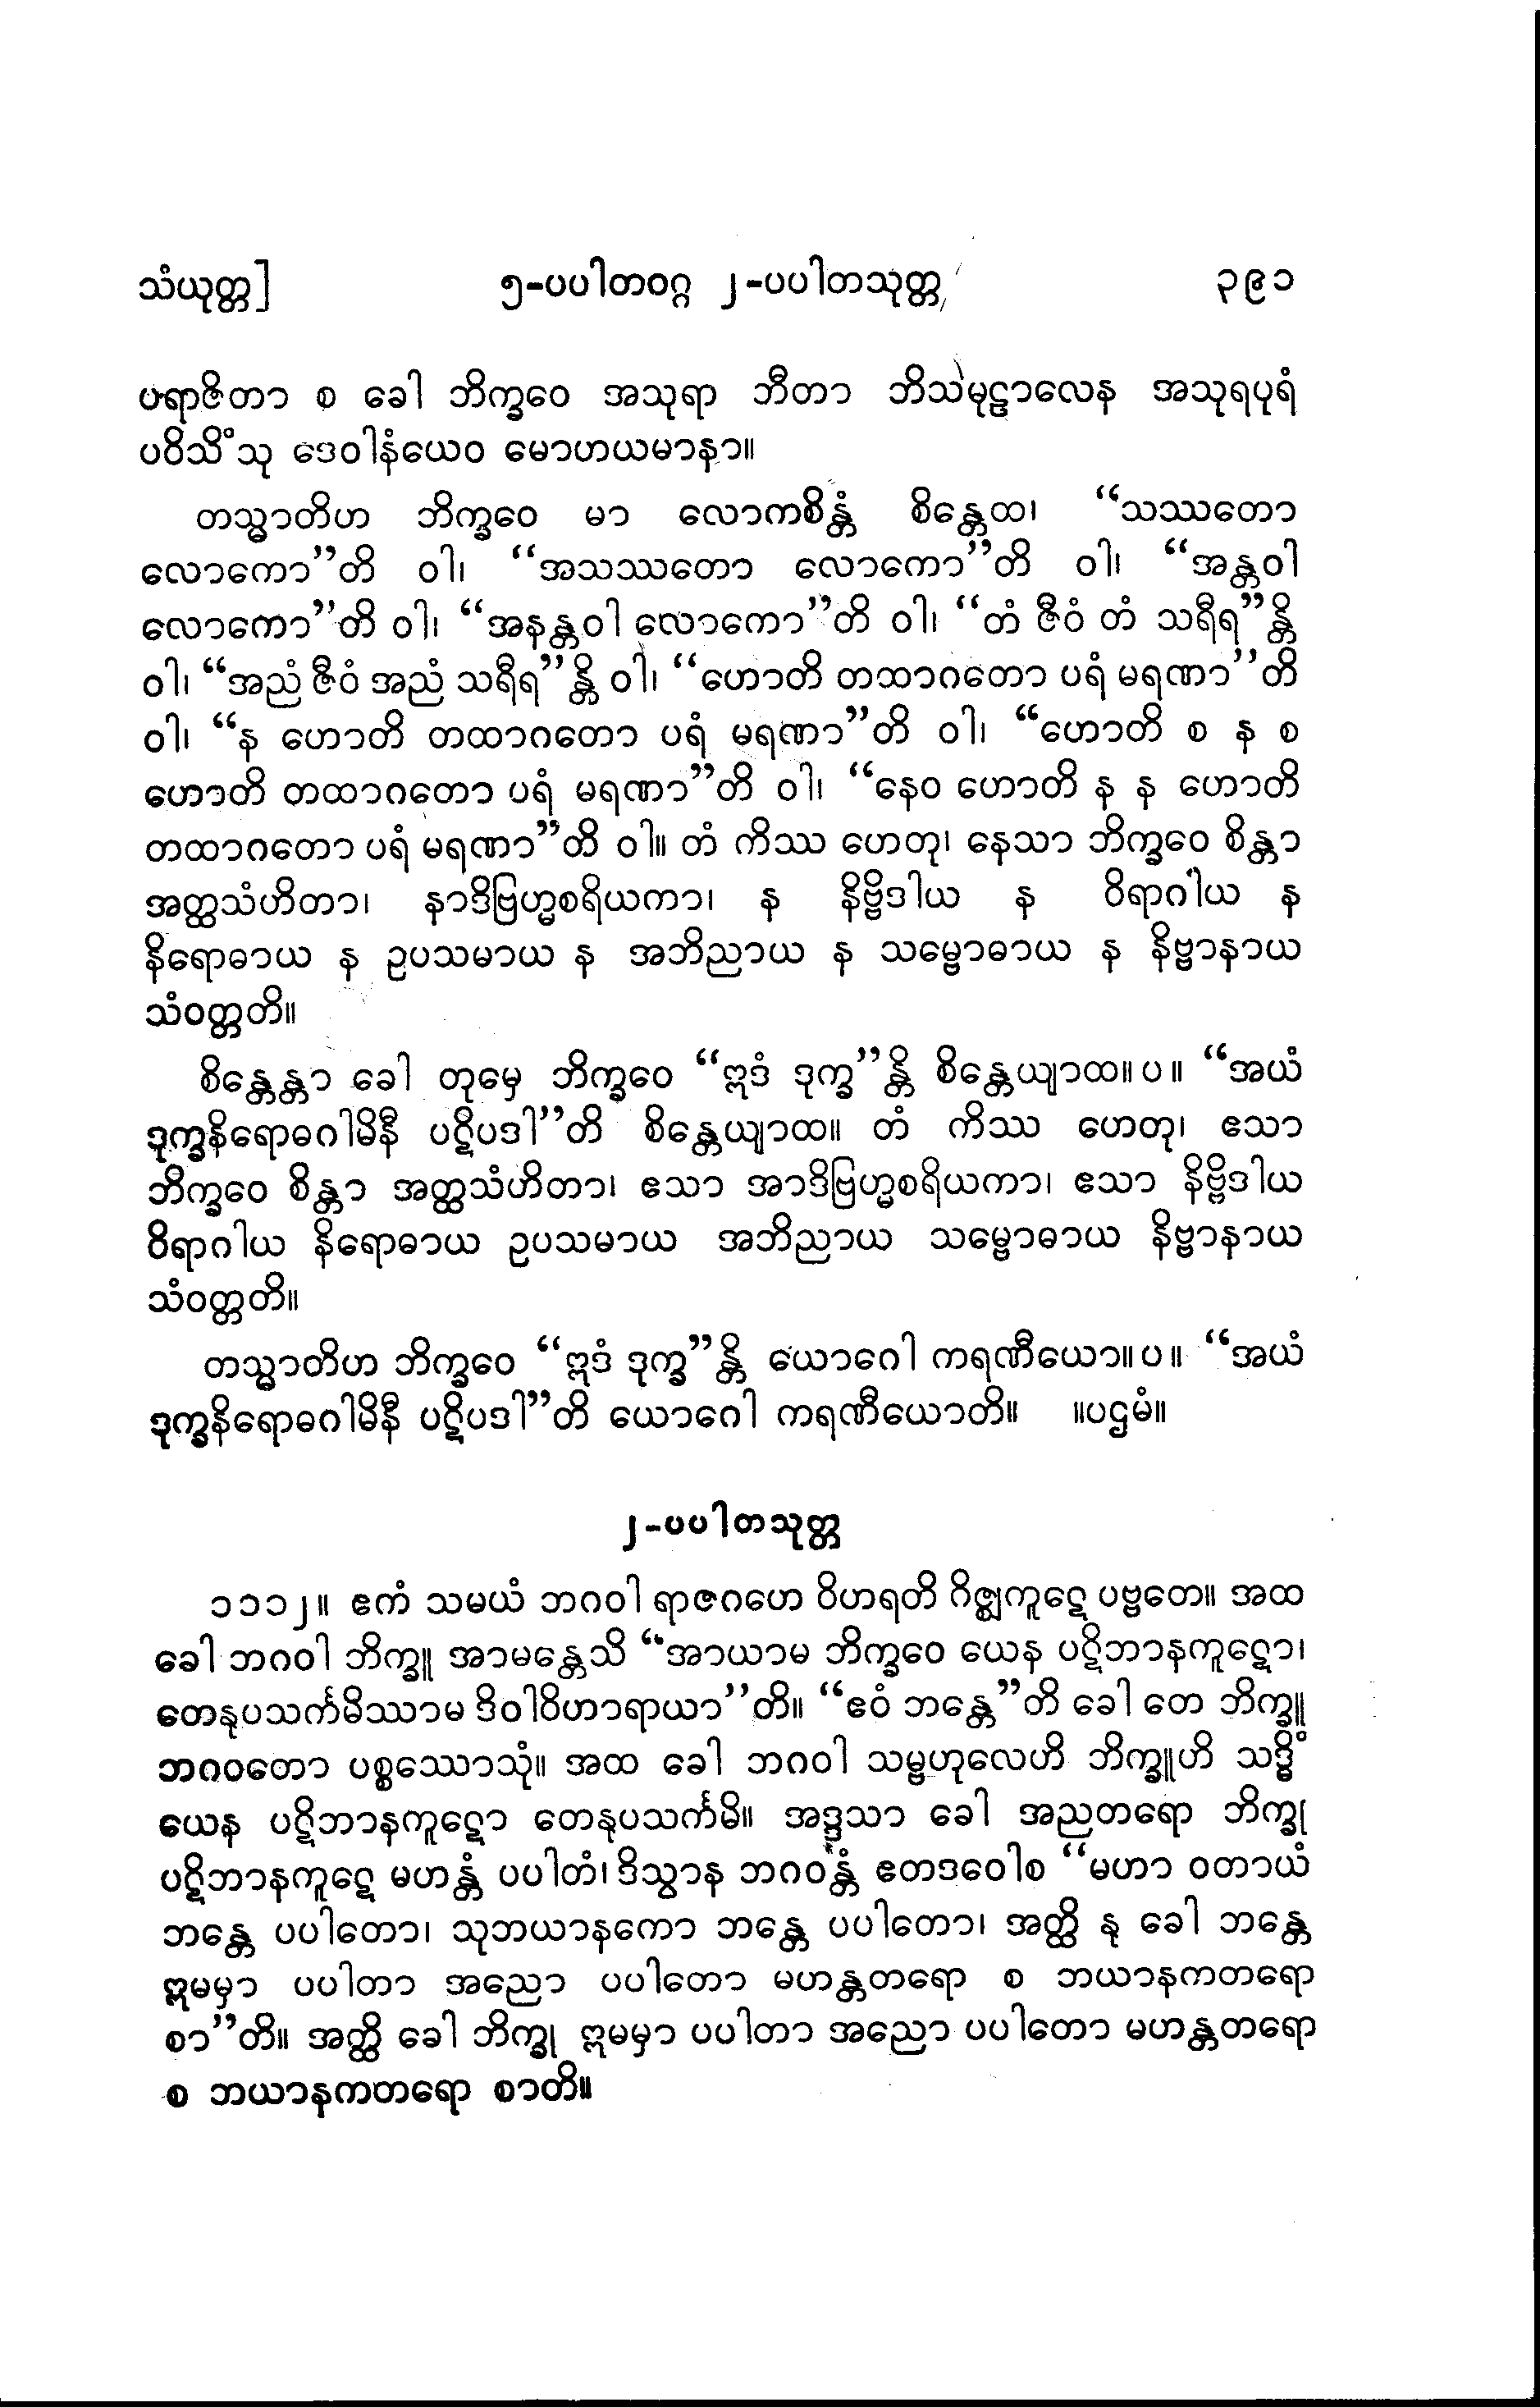 သံယုတ္တ] ၅-ပပါတဝဂ္ဂ ၂-ပပါတသုတ္တ ၃၉၁
ပရာဇိတာ စ ခေါ ဘိက္ခဝေ အသုရာ ဘီတာ ဘိသမုဠာလေန အသုရပုရံ
ပဝိသိံသု ဒေဝါနံယေဝ မောဟယမာနာ။
တသ္မာတိဟ ဘိက္ခဝေ မာ လောကစိန္တံ စိန္တေထ၊ “သဿတော
လောကော”တိ ဝါ၊ “အသဿတော လောကော”တိ ဝါ၊ “အန္တဝါ
လောကော”တိ ဝါ၊ “အနန္တဝါ လောကော”တိ ဝါ၊ “တံ ဇီဝံ တံ သရီရ”န္တိ
ဝါ၊ “အညံ ဇီဝံ အညံ သရီရ”န္တိ ဝါ၊ “ဟောတိ တထာဂတော ပရံ မရဏာ”တိ
ဝါ၊ “န ဟောတိ တထာဂတော ပရံ မရဏာ”တိ ဝါ၊ “ဟောတိ စ န စ
ဟောတိ တထာဂတော ပရံ မရဏာ”တိ ဝါ၊ “နေဝ ဟောတိ န န ဟောတိ
တထာဂတော ပရံ မရဏာ”တိ ဝါ။ တံ ကိဿ ဟေတု၊ နေသာ ဘိက္ခဝေ စိန္တာ
အတ္ထသံဟိတာ၊ နာဒိဗြဟ္မစရိယကာ၊ န နိဗ္ဗိဒါယ န ဝိရာဂါယ န
နိရောဓာယ န ဥပသမာယ န အဘိညာယ န သမ္ဗောဓာယ န နိဗ္ဗာနာယ
သံဝတ္တတိ။
စိန္တေန္တာ ခေါ တုမှေ ဘိက္ခဝေ “ဣဒံ ဒုက္ခ”န္တိ စိန္တေယျာထ။ပ။ “အယံ
ဒုက္ခနိရောဓဂါမိနီ ပဋိပဒါ”တိ စိန္တေယျာထ။ တံ ကိဿ ဟေတု၊ ဧသာ
ဘိက္ခဝေ စိန္တာ အတ္ထသံဟိတာ၊ ဧသာ အာဒိဗြဟ္မစရိယကာ၊ ဧသာ နိဗ္ဗိဒါယ
ဝိရာဂါယ နိရောဓာယ ဥပသမာယ အဘိညာယ သမ္ဗောဓာယ နိဗ္ဗာနာယ
သံဝတ္တတိ။
တသ္မာတိဟ ဘိက္ခဝေ “ဣဒံ ဒုက္ခ”န္တိ ယောဂေါ ကရဏီယော။ပ။ “အယံ
ဒုက္ခနိရောဓဂါမိနီ ပဋိပဒါ”တိ ယောဂေါ ကရဏီယောတိ။ ။ပဌမံ။
၂-ပပါတသုတ္တ
၁၁၁၂။ ဧကံ သမယံ ဘဂဝါ ရာဇဂဟေ ဝိဟရတိ ဂိဇ္ဈကူဋေ ပဗ္ဗတေ။ အထ
ခေါ ဘဂဝါ ဘိက္ခူ အာမန္တေသိ “အာယာမ ဘိက္ခဝေ ယေန ပဋိဘာနကူဋော၊
တေနုပသင်္ကမိဿာမ ဒိဝါဝိဟာရာယာ”တိ။ “ဧဝံ ဘန္တေ”တိ ခေါ တေ ဘိက္ခူ
ဘဂဝတော ပစ္စဿောသုံ။ အထ ခေါ ဘဂဝါ သမ္ဗဟုလေဟိ ဘိက္ခူဟိ သဒ္ဓိံ
ယေန ပဋိဘာနကူဋော တေနုပသင်္ကမိ။ အဒ္ဒသာ ခေါ အညတရော ဘိက္ခု
ပဋိဘာနကူဋေ မဟန္တံ ပပါတံ၊ ဒိသွာန ဘဂဝန္တံ ဧတဒဝေါစ “မဟာ ဝတာယံ
ဘန္တေ ပပါတော၊ သုဘယာနကော ဘန္တေ ပပါတော၊ အတ္ထိ နု ခေါ ဘန္တေ
ဣမမှာ ပပါတာ အညော ပပါတော မဟန္တတရော စ ဘယာနကတရော
စာ”တိ။ အတ္ထိ ခေါ ဘိက္ခု ဣမမှာ ပပါတာ အညော ပပါတော မဟန္တတရော
စ ဘယာနကတရော စာတိ။